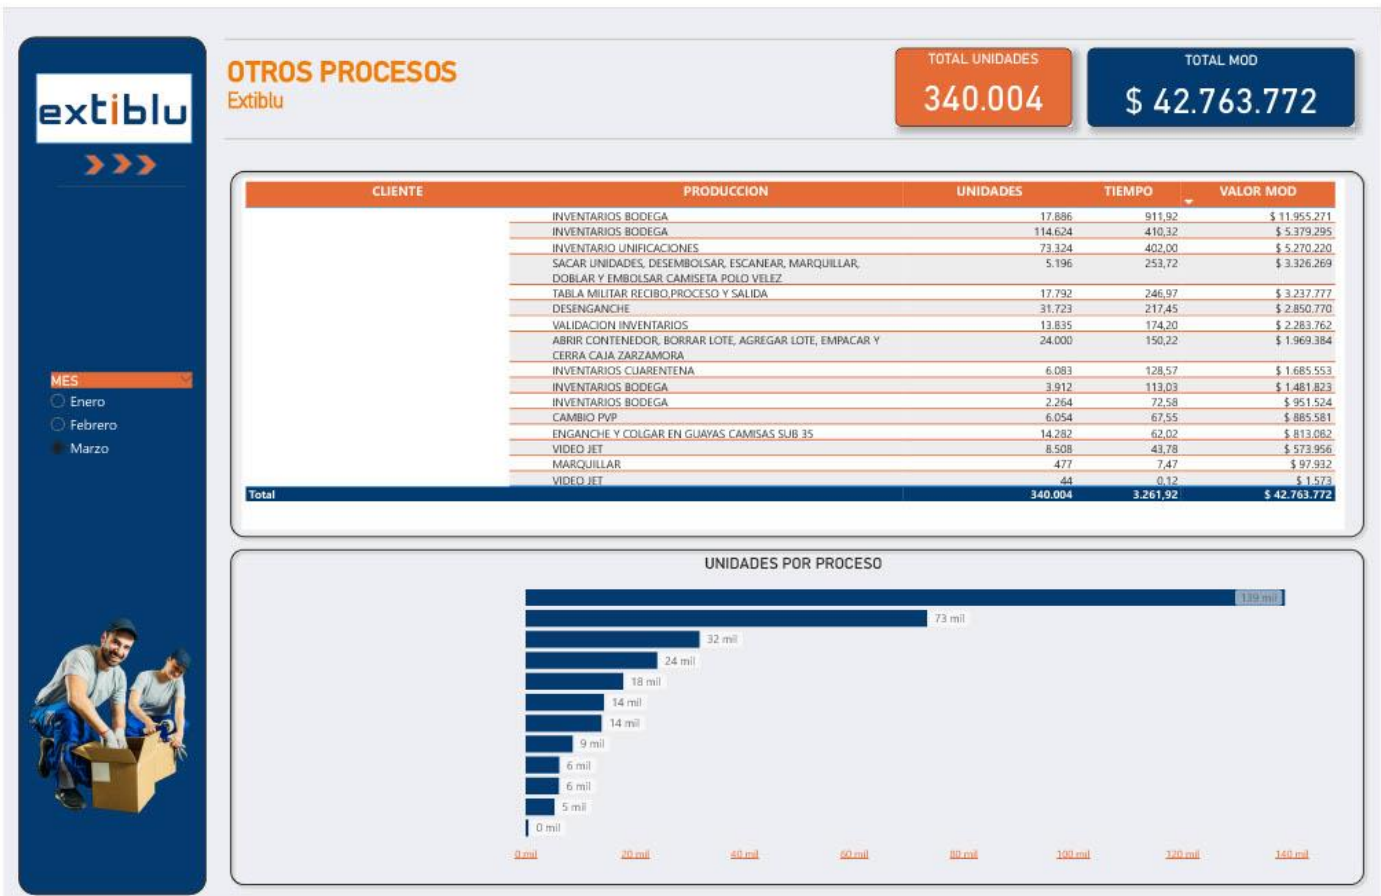 extiblu
OTROS PROCESOS
Extiblu
TOTAL UNIDADES
340.004
TOTAL MOD
$ 42.763.772
MES
Enero
Febrero
Marzo
CLIENTE PRODUCCION UNIDADES TIEMPO VALOR MOD
INVENTARIOS BODEGA 17.886 911,92 $ 11.955.271
INVENTARIOS BODEGA 114.624 410,32 $ 5.379.295
INVENTARIO UNIFICACIONES 73.324 402,00 $ 5.270.220
SACAR UNIDADES, DESEMBOLSAR, ESCANEAR, MARQUILLAR, 5.196 253,72 $ 3.326.269
DOBLAR Y EMBOLSAR CAMISETA POLO VELEZ
TABLA MILITAR RECIBO,PROCESO Y SALIDA 17.792 246,97 $ 3.237.777
DESENGANCHE 31.723 217,45 $ 2.850.770
VALIDACION INVENTARIOS 13.835 174,20 $ 2.283.762
ABRIR CONTENEDOR, BORRAR LOTE, AGREGAR LOTE, EMPACAR Y 24.000 150,22 $ 1.969.384
CERRA CAJA ZARZAMORA
INVENTARIOS CUARENTENA 6.083 128,57 $ 1.685.553
INVENTARIOS BODEGA 3.912 113,03 $ 1.481.823
INVENTARIOS BODEGA 2.264 72,58 $ 951.524
CAMBIO PVP 6.054 67,55 $ 885.581
ENGANCHE Y COLGAR EN GUAYAS CAMISAS SUB 35 14.282 62,02 $ 813.062
VIDEO JET 8.508 43,78 $ 573.956
MARQUILLAR 477 7,47 $ 97.932
VIDEO JET 44 0,12 $ 1.573
Total 340.004 3.261,92 $ 42.763.772
UNIDADES POR PROCESO
139 mil
73 mil
32 mil
24 mil
18 mil
14 mil
14 mil
9 mil
6 mil
6 mil
5 mil
0 mil
0 mil 20 mil 40 mil 60 mil 80 mil 100 mil 120 mil 140 mil